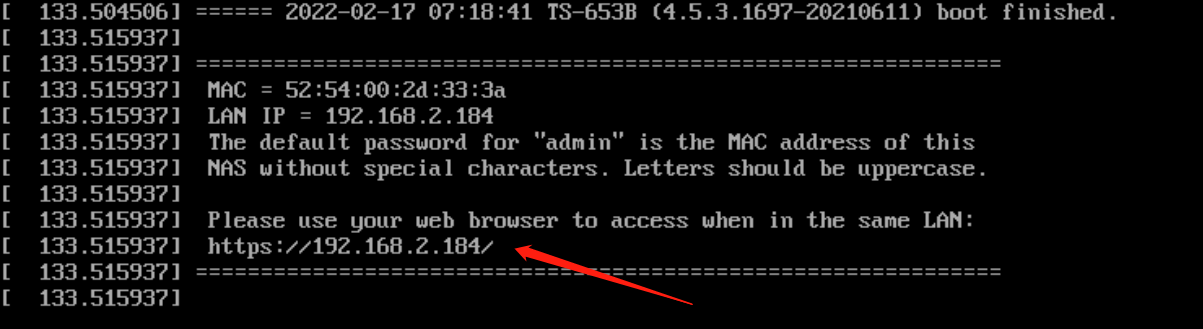 [  133.504506] ====== 2022-02-17 07:18:41 TS-653B (4.5.3.1697-20210611) boot finished.
[  133.515937]
[  133.515937] ==============================================================
[  133.515937]  MAC = 52:54:00:2d:33:3a
[  133.515937]  LAN IP = 192.168.2.184
[  133.515937]  The default password for "admin" is the MAC address of this
[  133.515937]  NAS without special characters. Letters should be uppercase.
[  133.515937]
[  133.515937]  Please use your web browser to access when in the same LAN:
[  133.515937]  https://192.168.2.184/
[  133.515937] ==============================================================
[  133.515937]